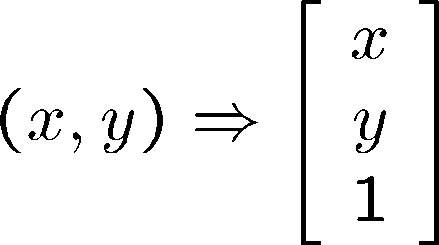 (x, y) ⇒ [ x
y
1 ]